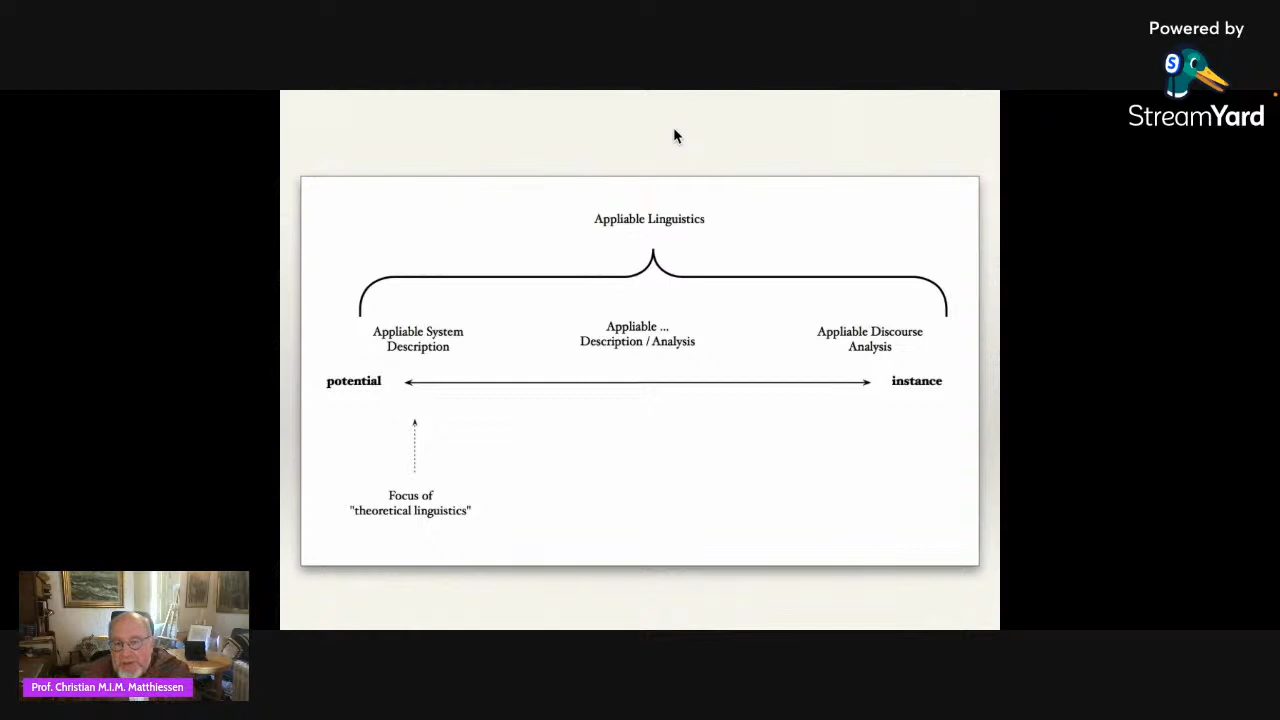 Powered by
S
StreamYard
Appliable Linguistics
Appliable System
Description
Appliable ...
Description / Analysis
Appliable Discourse
Analysis
potential
instance
Focus of
"theoretical linguistics"
Prof. Christian M.I.M. Matthiessen